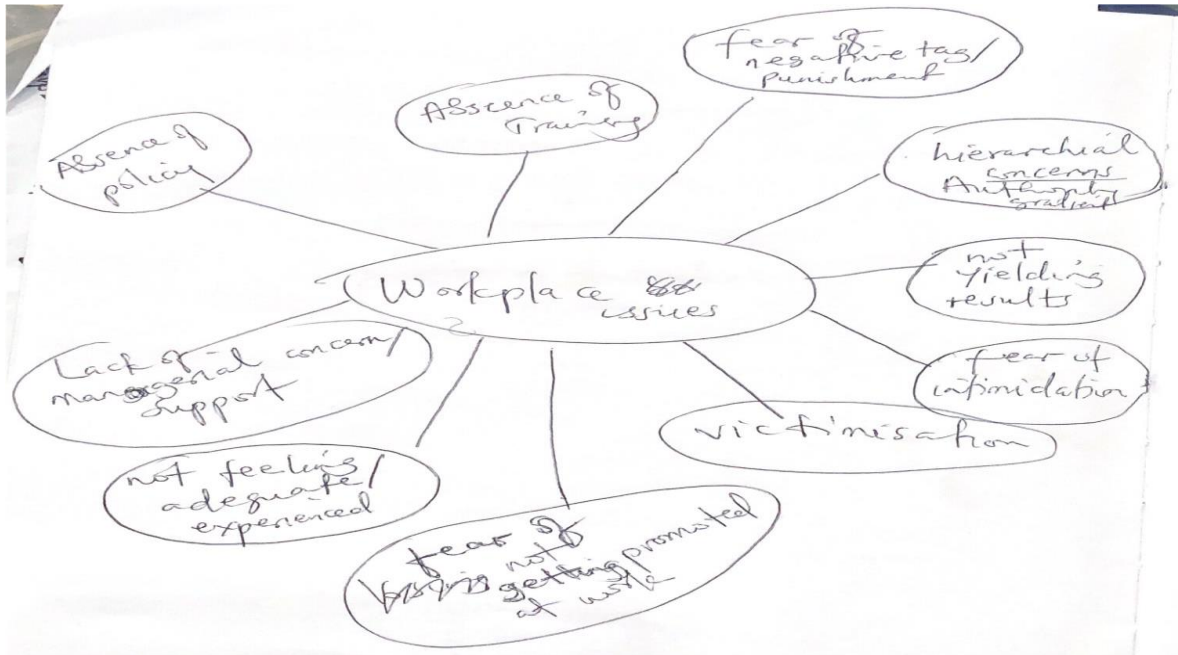 fear of
negative tag/
punishment
Abscence of
Training
Absence of
policy
hierarchial
concerns
Authority
gradient
Workplace
issues
not
yielding
results
Lack of
managerial concern/
support
fear of
intimidation
victimisation
not feeling
adequate/
experienced
fear of
not
getting promoted
at work